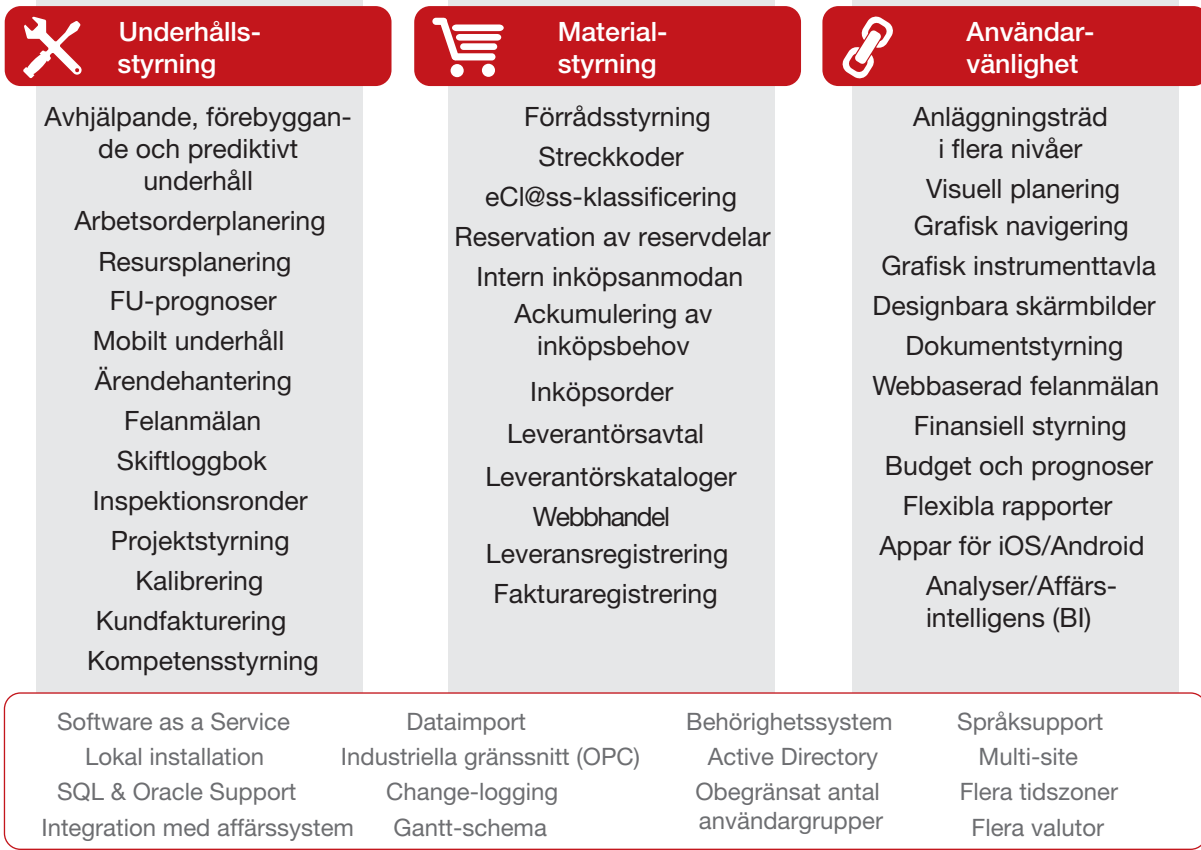 Underhålls-
styrning
Avhjälpande, förebyggan-
de och prediktivt
underhåll
Arbetsorderplanering
Resursplanering
FU-prognoser
Mobilt underhåll
Ärendehantering
Felanmälan
Skiftloggbok
Inspektionsronder
Projektstyrning
Kalibrering
Kundfakturering
Kompetensstyrning
Material-
styrning
Förrådsstyrning
Streckkoder
eCl@ss-klassificering
Reservation av reservdelar
Intern inköpsanmodan
Ackumulering av
inköpsbehov
Inköpsorder
Leverantörsavtal
Leverantörskataloger
Webbhandel
Leveransregistrering
Fakturaregistrering
Användar-
vänlighet
Anläggningsträd
i flera nivåer
Visuell planering
Grafisk navigering
Grafisk instrumenttavla
Designbara skärmbilder
Dokumentstyrning
Webbaserad felanmälan
Finansiell styrning
Budget och prognoser
Flexibla rapporter
Appar för iOS/Android
Analyser/Affärs-
intelligens (BI)
Software as a Service
Lokal installation
SQL & Oracle Support
Integration med affärssystem
Dataimport
Industriella gränssnitt (OPC)
Change-logging
Gantt-schema
Behörighetssystem
Active Directory
Obegränsat antal
användargrupper
Språksupport
Multi-site
Flera tidszoner
Flera valutor